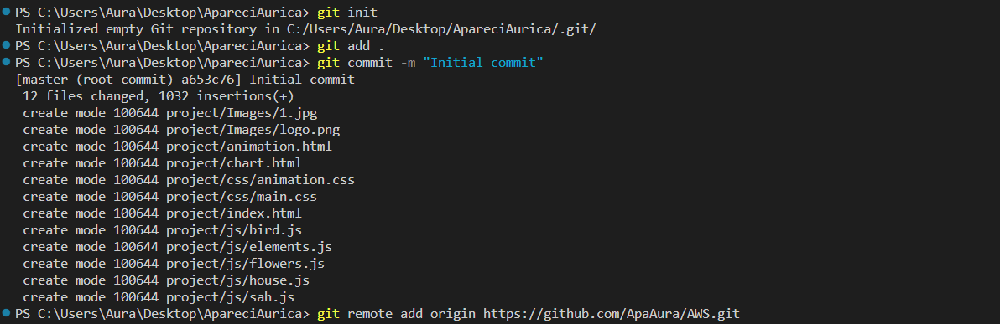 PS C:\Users\Aura\Desktop\ApareciAurica> git init
Initialized empty Git repository in C:/Users/Aura/Desktop/ApareciAurica/.git/
PS C:\Users\Aura\Desktop\ApareciAurica> git add .
PS C:\Users\Aura\Desktop\ApareciAurica> git commit -m "Initial commit"
[master (root-commit) a653c76] Initial commit
 12 files changed, 1032 insertions(+)
 create mode 100644 project/Images/1.jpg
 create mode 100644 project/Images/logo.png
 create mode 100644 project/animation.html
 create mode 100644 project/chart.html
 create mode 100644 project/css/animation.css
 create mode 100644 project/css/main.css
 create mode 100644 project/index.html
 create mode 100644 project/js/bird.js
 create mode 100644 project/js/elements.js
 create mode 100644 project/js/flowers.js
 create mode 100644 project/js/house.js
 create mode 100644 project/js/sah.js
PS C:\Users\Aura\Desktop\ApareciAurica> git remote add origin https://github.com/ApaAura/AWS.git